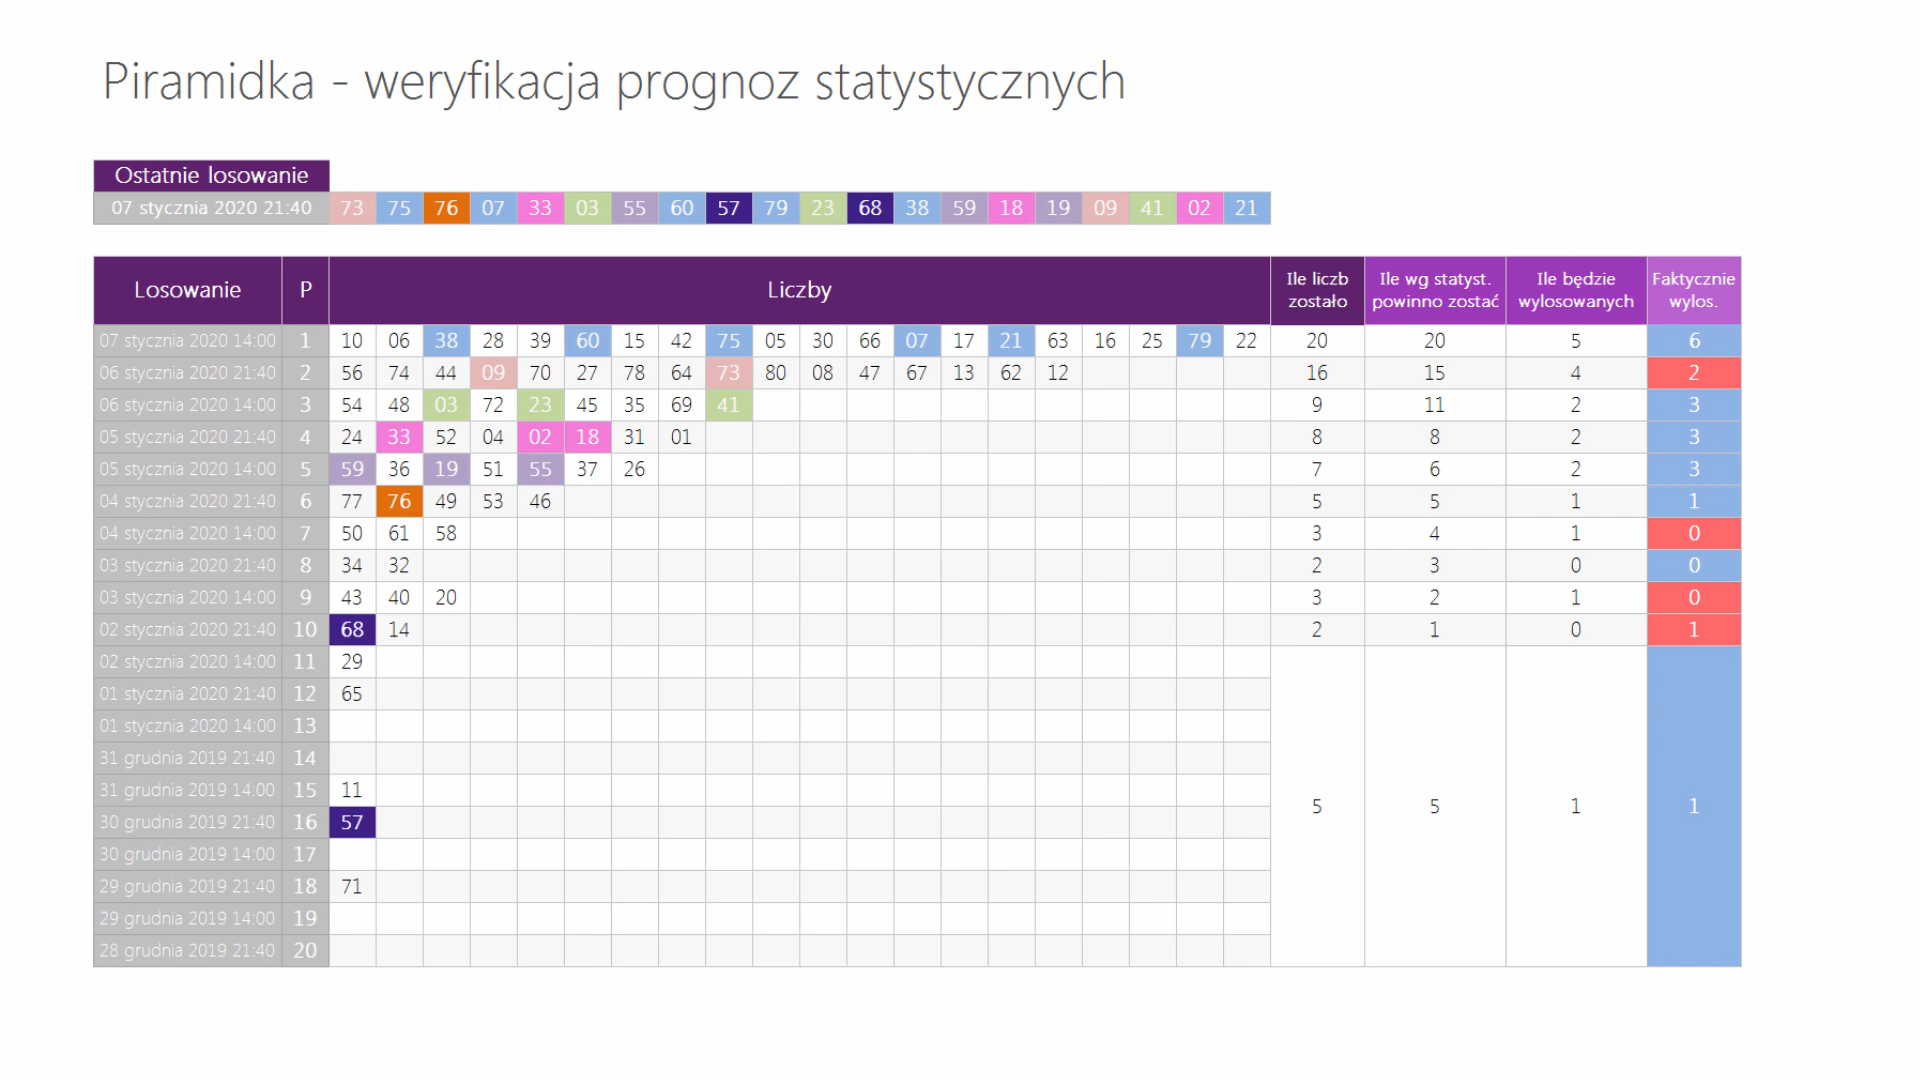 Piramidka - weryfikacja prognoz statystycznych
Ostatnie losowanie
07 stycznia 2020 21:40 73 75 76 07 33 03 55 60 57 79 23 68 38 59 18 19 09 41 02 21
Losowanie P Liczby Ile liczb zostało Ile wg statyst. powinno zostać Ile będzie wylosowanych Faktycznie wylos.
07 stycznia 2020 14:00 1 10 06 38 28 39 60 15 42 75 05 30 66 07 17 21 63 16 25 79 22 20 20 5 6
06 stycznia 2020 21:40 2 56 74 44 09 70 27 78 64 73 80 08 47 67 13 62 12 16 15 4 2
06 stycznia 2020 14:00 3 54 48 03 72 23 45 35 69 41 9 11 2 3
05 stycznia 2020 21:40 4 24 33 52 04 02 18 31 01 8 8 2 3
05 stycznia 2020 14:00 5 59 36 19 51 55 37 26 7 6 2 3
04 stycznia 2020 21:40 6 77 76 49 53 46 5 5 1 1
04 stycznia 2020 14:00 7 50 61 58 3 4 1 0
03 stycznia 2020 21:40 8 34 32 2 3 0 0
03 stycznia 2020 14:00 9 43 40 20 3 2 1 0
02 stycznia 2020 21:40 10 68 14 2 1 0 1
02 stycznia 2020 14:00 11 29
01 stycznia 2020 21:40 12 65
01 stycznia 2020 14:00 13
31 grudnia 2019 21:40 14
31 grudnia 2019 14:00 15 11
5 5 1 1
30 grudnia 2019 21:40 16 57
30 grudnia 2019 14:00 17
29 grudnia 2019 21:40 18 71
29 grudnia 2019 14:00 19
28 grudnia 2019 21:40 20